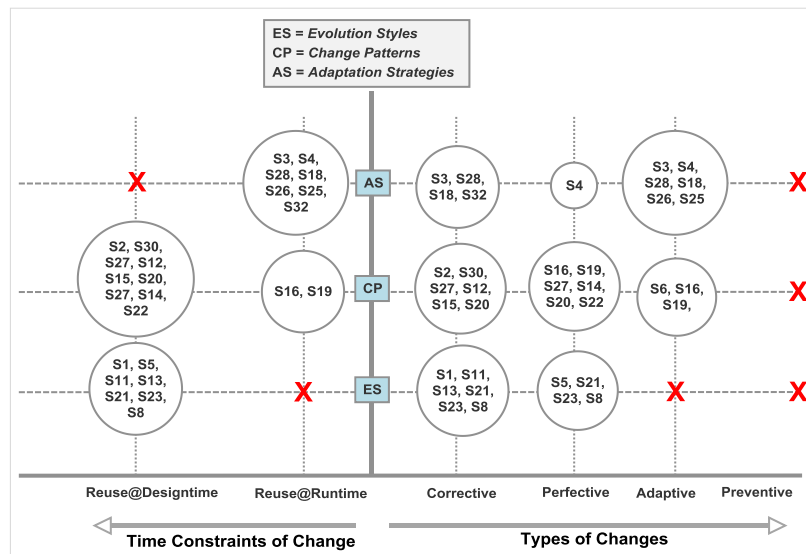 ES = Evolution Styles
CP = Change Patterns
AS = Adaptation Strategies
X
S3, S4,
S28, S18,
S26, S25,
S32
AS
S3, S28,
S18, S32
S4
S3, S4,
S28, S18,
S26, S25
X
S2, S30,
S27, S12,
S15, S20,
S27, S14,
S22
S16, S19
CP
S2, S30,
S27, S12,
S15, S20
S16, S19,
S27, S14,
S20, S22
S6, S16,
S19,
X
S1, S5,
S11, S13,
S21, S23,
S8
X
ES
S1, S11,
S13, S21,
S23, S8
S5, S21,
S23, S8
X
X
Reuse@Designtime
Reuse@Runtime
Corrective
Perfective
Adaptive
Preventive
Time Constraints of Change
Types of Changes